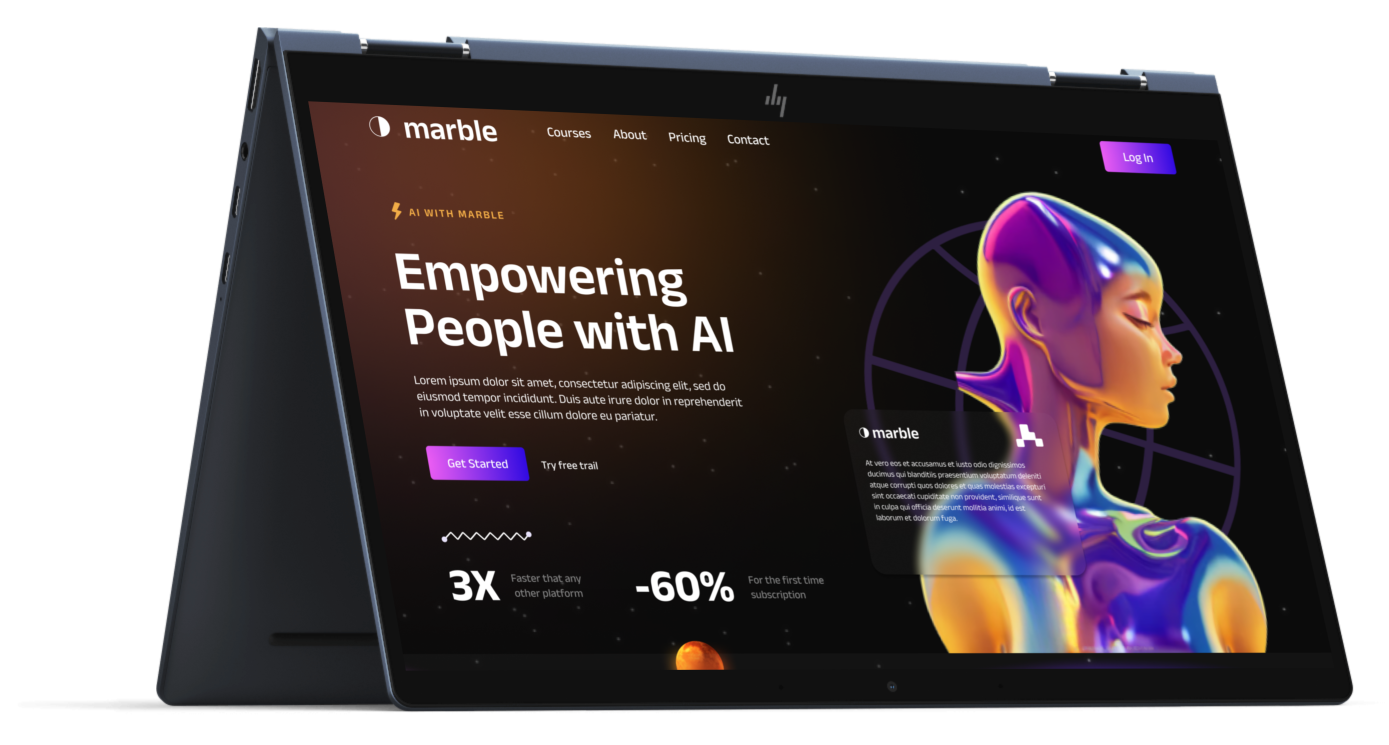 hp
marble
Courses About Pricing Contact
Log In
AI WITH MARBLE
Empowering
People with AI
Lorem ipsum dolor sit amet, consectetur adipiscing elit, sed do
eiusmod tempor incididunt. Duis aute irure dolor in reprehenderit
in voluptate velit esse cillum dolore eu pariatur.
Get Started Try free trail
3X
Faster that any
other platform
-60%
For the first time
subscription
marble
At vero eos et accusamus et iusto odio dignissimos
ducimus qui blanditiis praesentium voluptatum deleniti
atque corrupti quos dolores et quas molestias excepturi
sint occaecati cupiditate non provident, similique sunt
in culpa qui officia deserunt mollitia animi, id est
laborum et dolorum fuga.